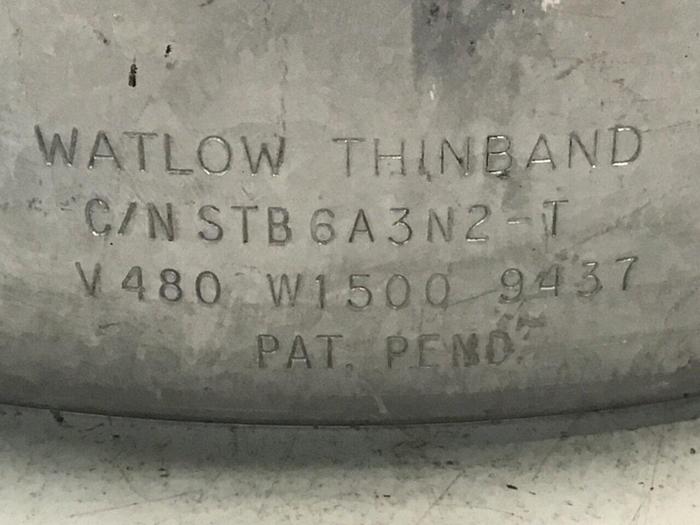 WATLOW THINBAND
C/N STB6A3N2-T
V480 W1500 9437
PAT. PEND.